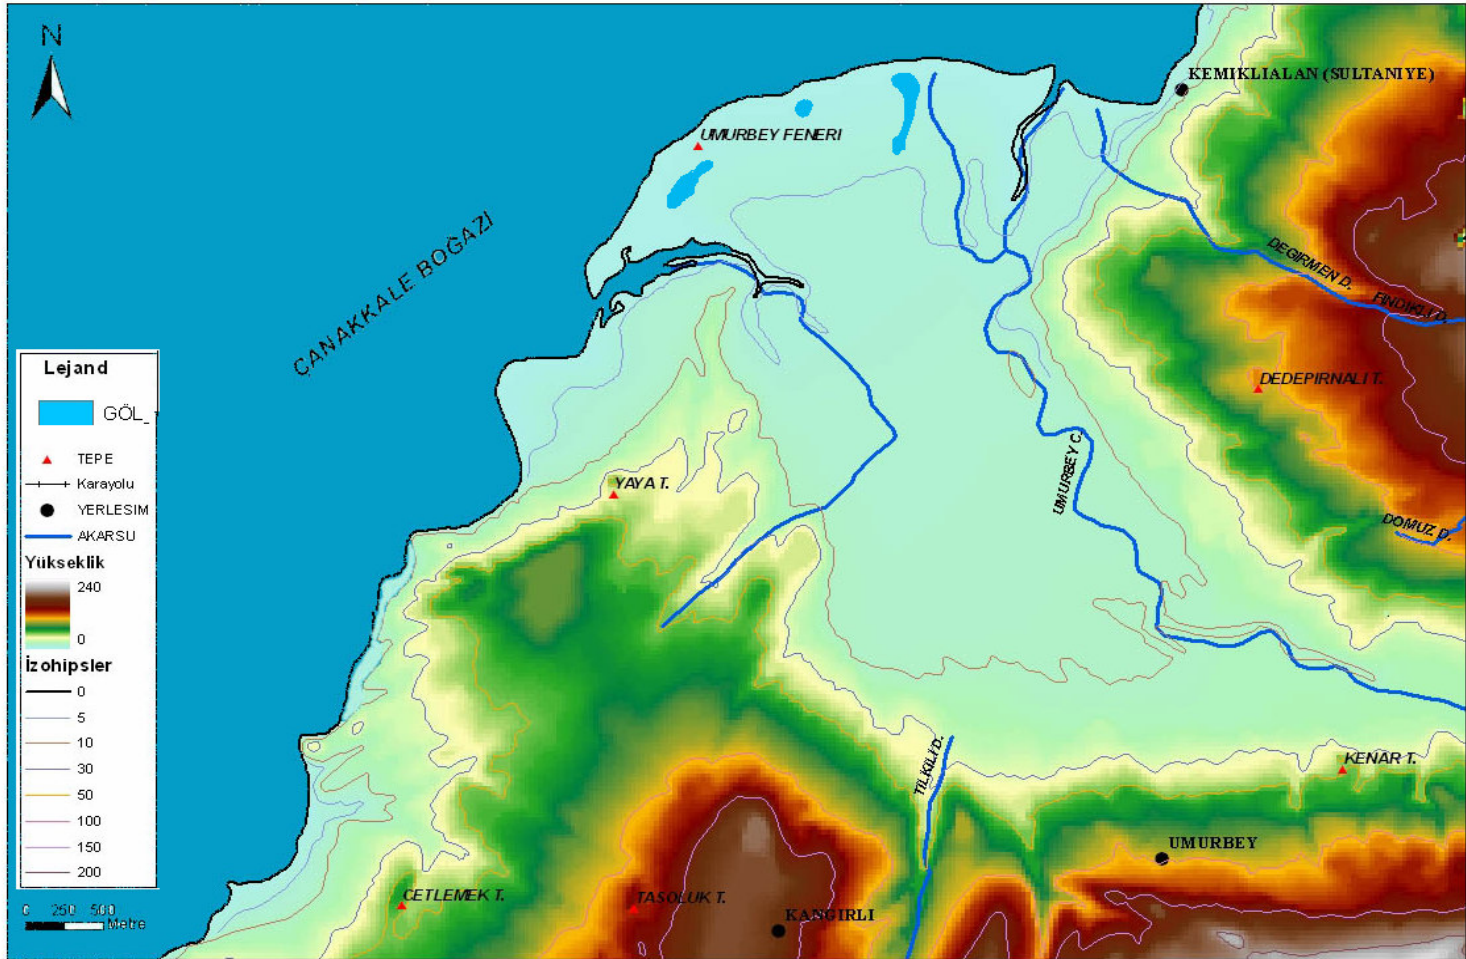 N
KEMIKLIALAN (SULTANIYE)
UMURBEY FENERI
ÇANAKKALE BOĞAZI
DEGIRMEN D.
FINDIKLI D.
DEDEPIRNALI T.
UMURBEY C.
YAYA T.
DOMUZ D.
TILKILI D.
KENAR T.
UMURBEY
CETLEMEK T.
TASOLUK T.
KANGIRLI
Lejand
GÖL_
TEPE
Karayolu
YERLESIM
AKARSU
Yükseklik
240
0
İzohipsler
0
5
10
30
50
100
150
200
0 250 500
Metre